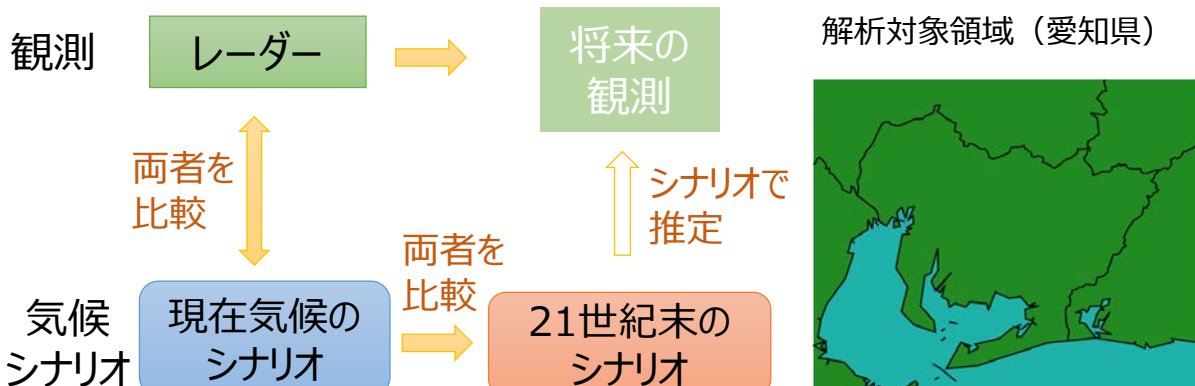 観測
レーダー
将来の
観測
解析対象領域（愛知県）
両者を
比較
シナリオで
推定
両者を
比較
気候
シナリオ
現在気候の
シナリオ
21世紀末の
シナリオ